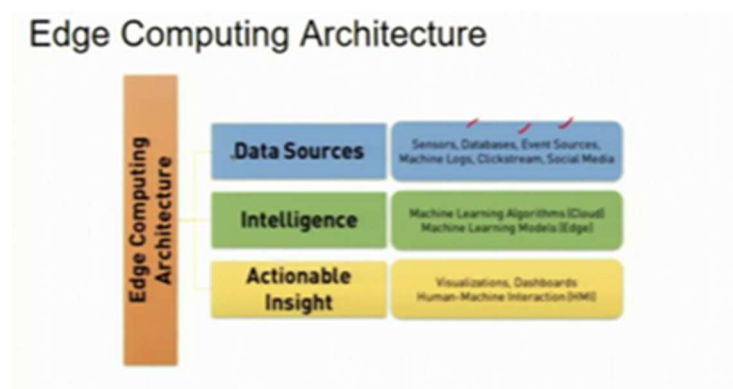 Edge Computing Architecture
Edge Computing
Architecture
Data Sources
Sensors, Databases, Event Sources,
Machine Logs, Clickstream, Social Media
Intelligence
Machine Learning Algorithms (Cloud)
Machine Learning Models (Edge)
Actionable
Insight
Visualizations, Dashboards
Human-Machine Interaction (HMI)